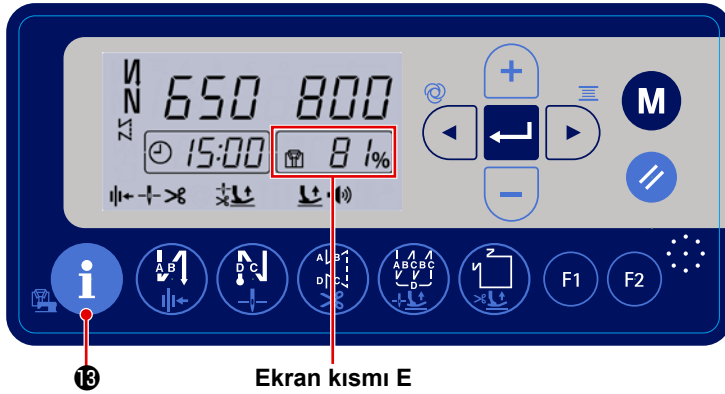 650 800
15:00 81%
M
i
A B
D C
A B
D C
A B C B C
D
F1
F2
⓭
Ekran kısmı E